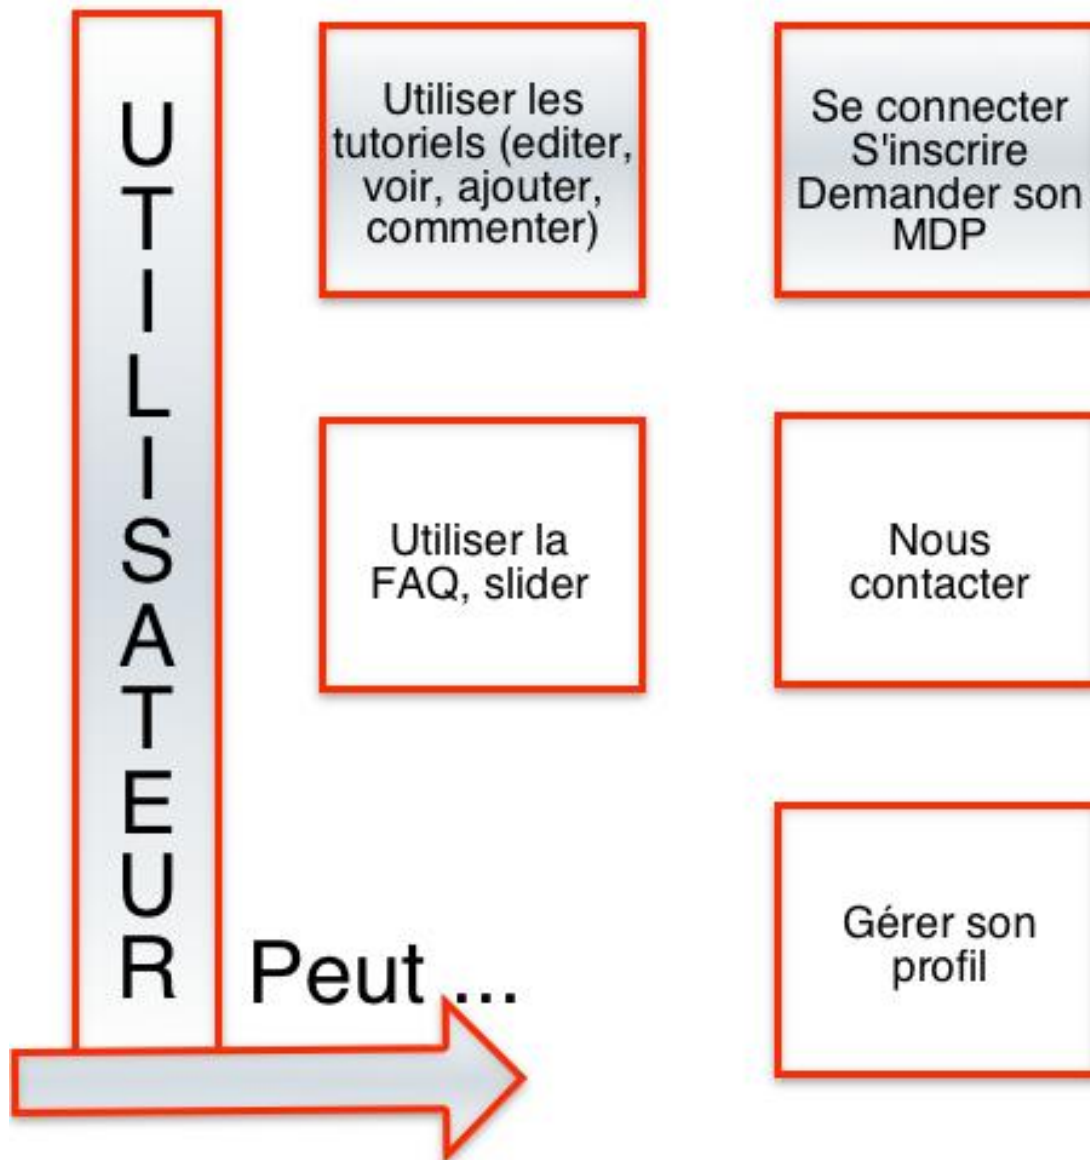 UTILISATEUR
Utiliser les
tutoriels (editer,
voir, ajouter,
commenter)
Se connecter
S'inscrire
Demander son
MDP
Utiliser la
FAQ, slider
Nous
contacter
Gérer son
profil
Peut ...